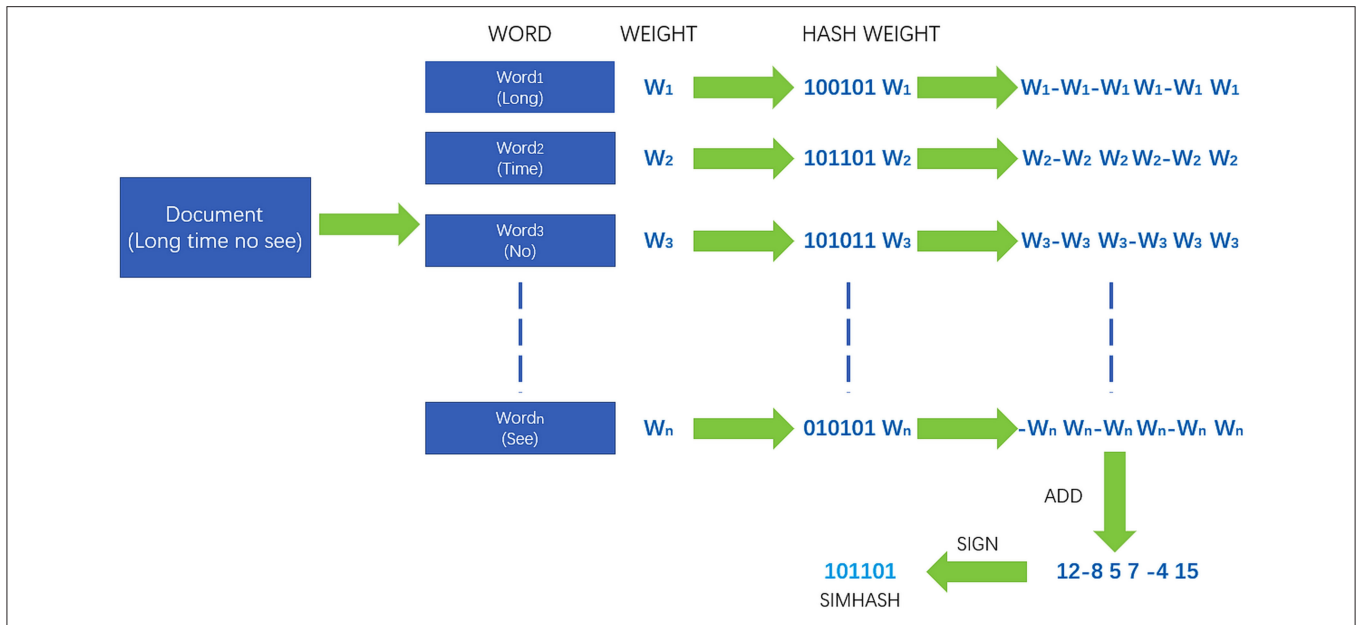 WORD WEIGHT HASH WEIGHT
Word1
(Long)
W1 100101 W1 W1-W1-W1 W1-W1 W1
Word2
(Time)
W2 101101 W2 W2-W2 W2 W2-W2 W2
Document
(Long time no see)
Word3
(No)
W3 101011 W3 W3-W3 W3-W3 W3 W3
Wordn
(See)
Wn 010101 Wn -Wn Wn-Wn Wn-Wn Wn
ADD
SIGN
101101
SIMHASH
12-8 5 7 -4 15